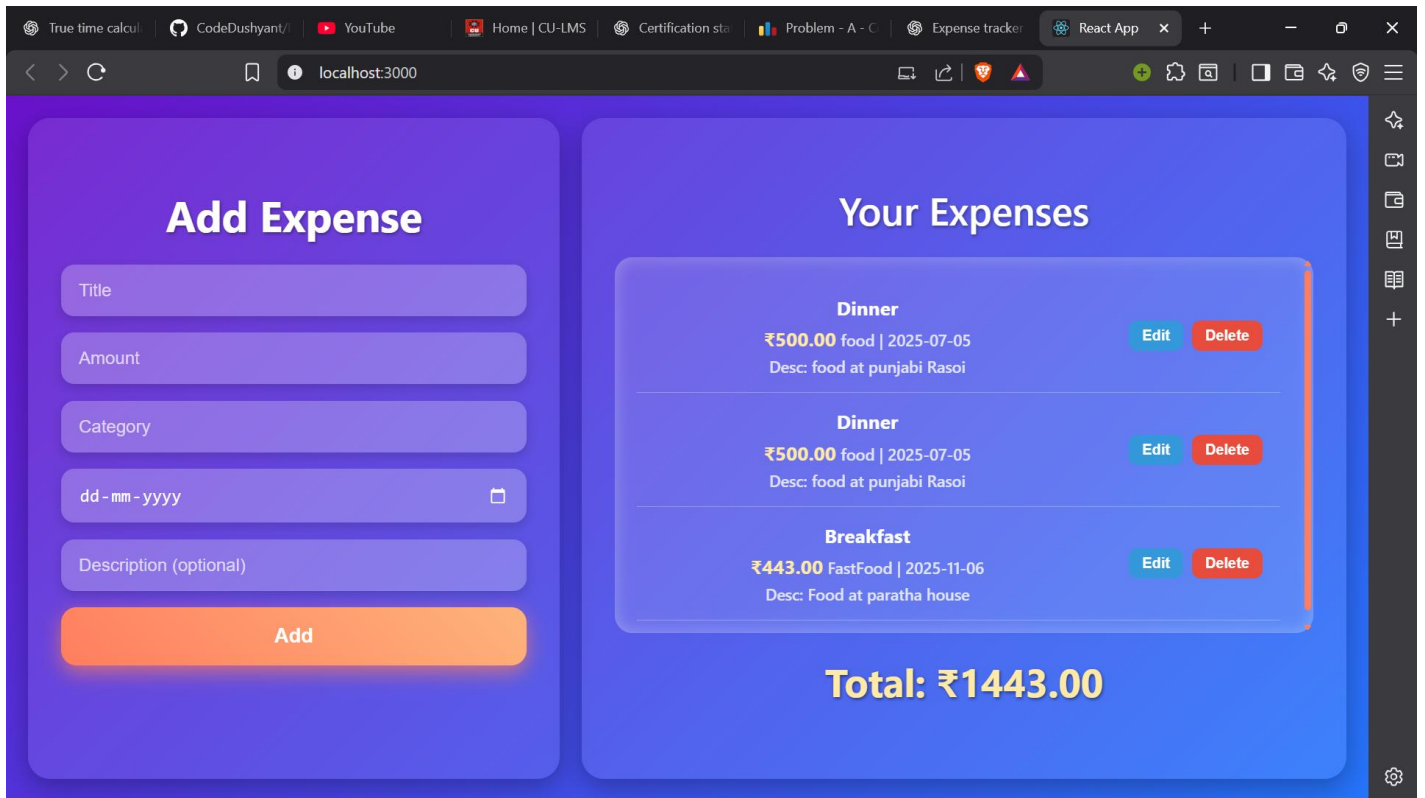 True time calcul
CodeDushyant/
YouTube
Home | CU-LMS
Certification sta
Problem - A - C
Expense tracker
React App
localhost:3000
Add Expense
Title
Amount
Category
dd-mm-yyyy
Description (optional)
Add
Your Expenses
Dinner
₹500.00 food | 2025-07-05
Desc: food at punjabi Rasoi
Edit Delete
Dinner
₹500.00 food | 2025-07-05
Desc: food at punjabi Rasoi
Edit Delete
Breakfast
₹443.00 FastFood | 2025-11-06
Desc: Food at paratha house
Edit Delete
Total: ₹1443.00